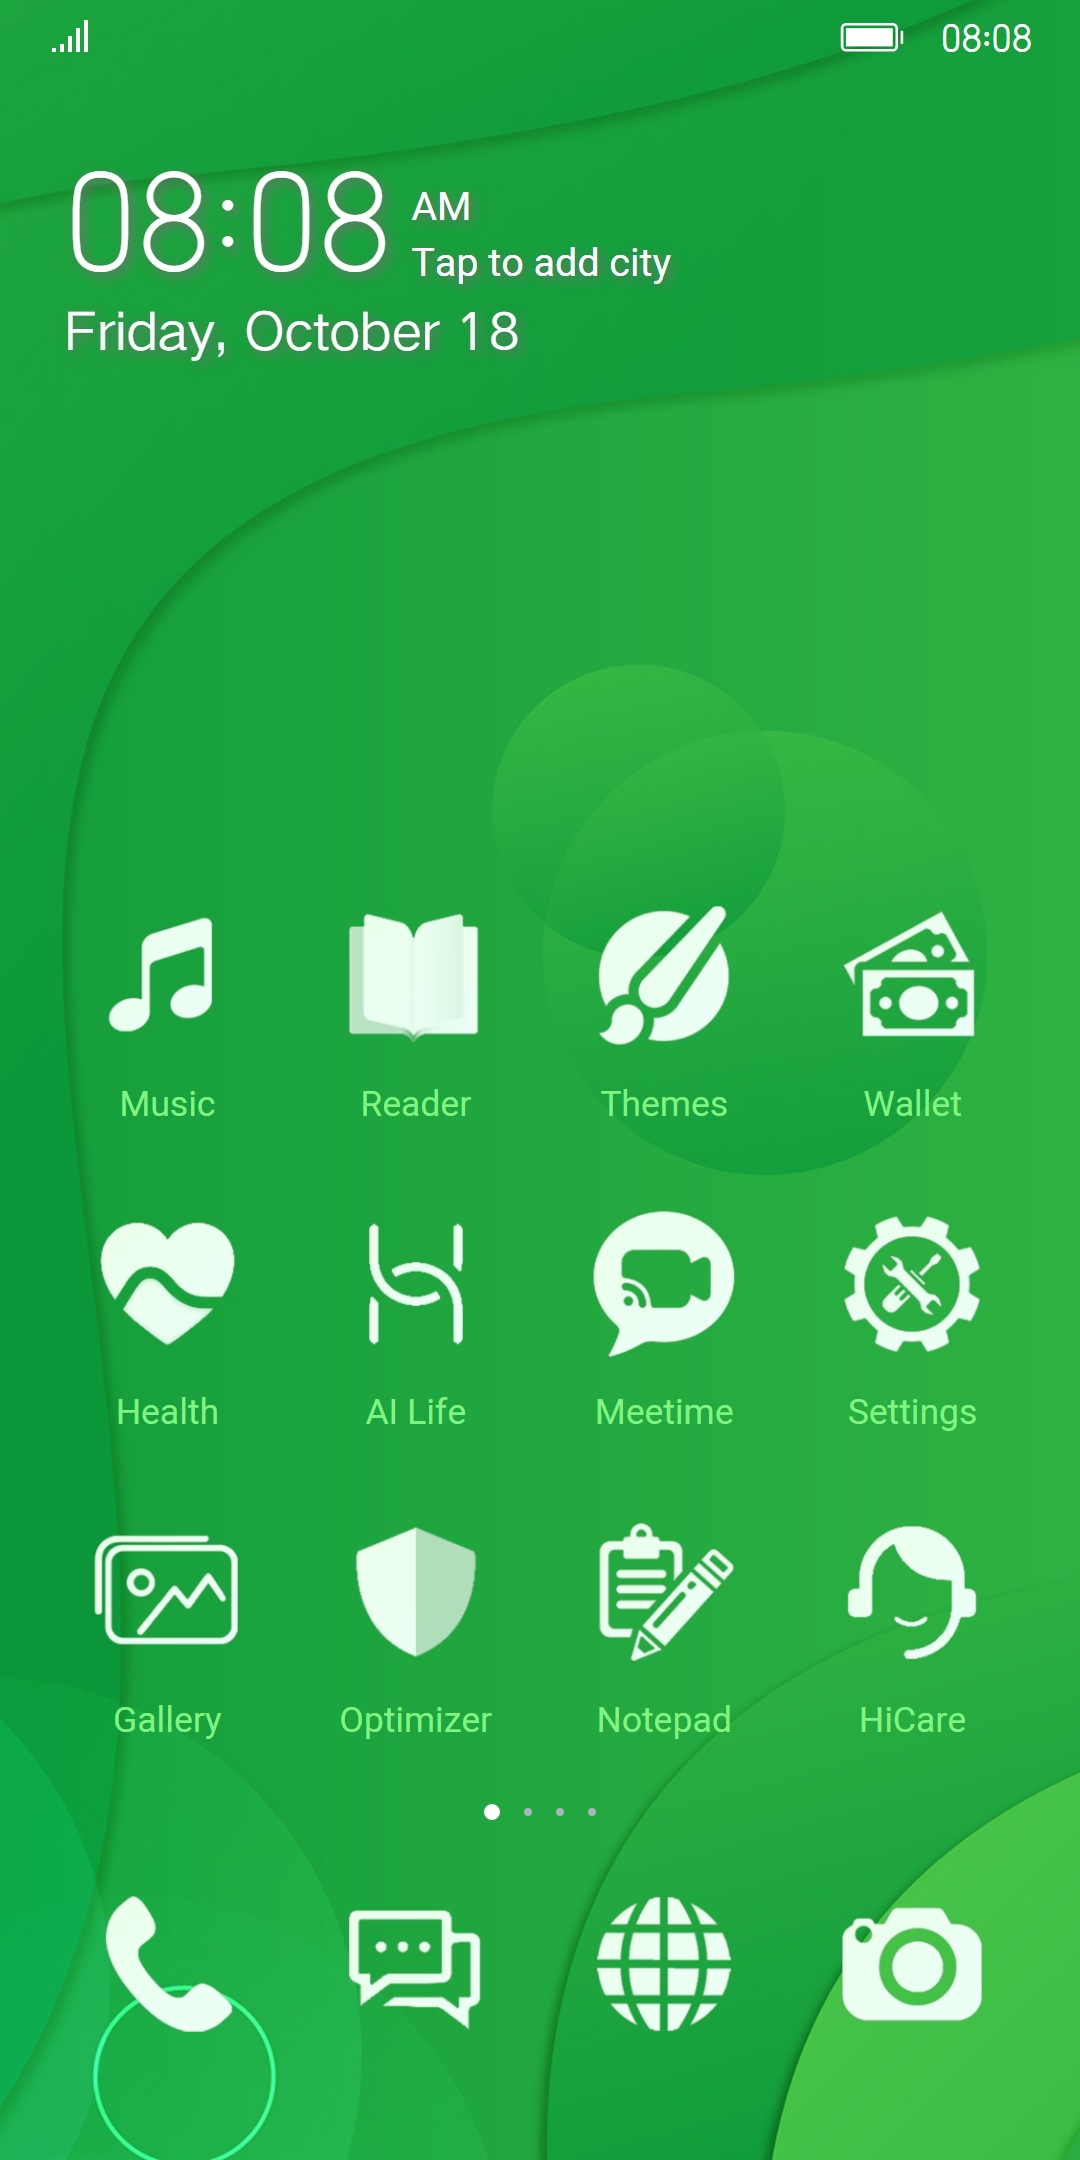 08:08
08:08 AM
Tap to add city
Friday, October 18
Music Reader Themes Wallet
Health AI Life Meetime Settings
Gallery Optimizer Notepad HiCare